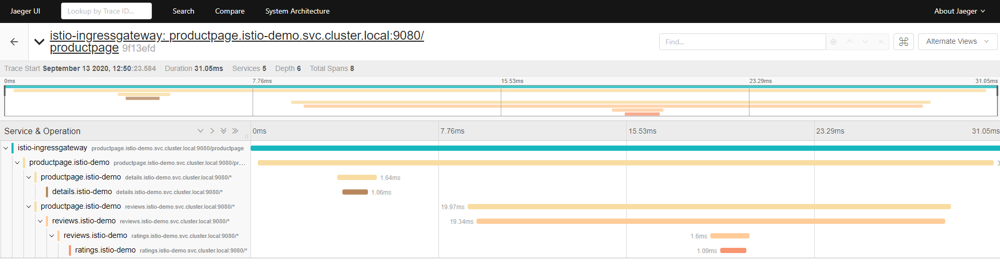 Jaeger UI Lookup by Trace ID... Search Compare System Architecture About Jaeger
istio-ingressgateway: productpage.istio-demo.svc.cluster.local:9080/
productpage 9f13efd
Find... Alternate Views
Trace Start September 13 2020, 12:50:23.584 Duration 31.05ms Services 5 Depth 6 Total Spans 8
0ms 7.76ms 15.53ms 23.29ms 31.05ms
Service & Operation 0ms 7.76ms 15.53ms 23.29ms 31.05ms
istio-ingressgateway productpage.istio-demo.svc.cluster.local:9080/productpage
productpage.istio-demo productpage.istio-demo.svc.cluster.local:9080/pr...
productpage.istio-demo details.istio-demo.svc.cluster.local:9080/* 1.64ms
details.istio-demo details.istio-demo.svc.cluster.local:9080/* 1.06ms
productpage.istio-demo reviews.istio-demo.svc.cluster.local:9080/* 19.97ms
reviews.istio-demo reviews.istio-demo.svc.cluster.local:9080/* 19.34ms
reviews.istio-demo ratings.istio-demo.svc.cluster.local:9080/* 1.6ms
ratings.istio-demo ratings.istio-demo.svc.cluster.local:9080/* 1.09ms